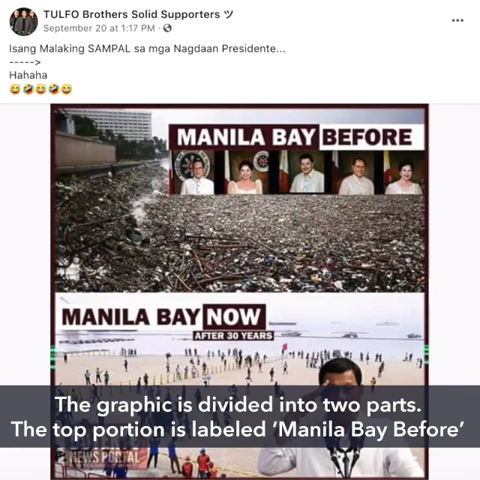 TULFO Brothers Solid Supporters ツ
September 20 at 1:17 PM ·
Isang Malaking SAMPAL sa mga Nagdaan Presidente...
----->
Hahaha
😅🤣😅🤣😅
MANILA BAY BEFORE
MANILA BAY NOW
AFTER 30 YEARS
The graphic is divided into two parts.
The top portion is labeled ‘Manila Bay Before’
NEWS PORTAL